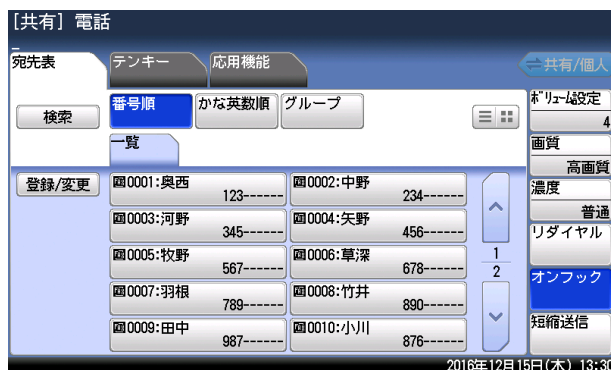 [共有] 電話
宛先表
テンキー
応用機能
共有/個人
検索
番号順
かな英数順
グループ
ﾎﾞﾘｭｰﾑ設定
4
一覧
画質
高画質
登録/変更
0001:奥西
123------
0002:中野
234------
濃度
普通
0003:河野
345------
0004:矢野
456------
リダイヤル
0005:牧野
567------
0006:草深
678------
1
2
オンフック
0007:羽根
789------
0008:竹井
890------
0009:田中
987------
0010:小川
876------
短縮送信
2016年12月15日(木) 13:30